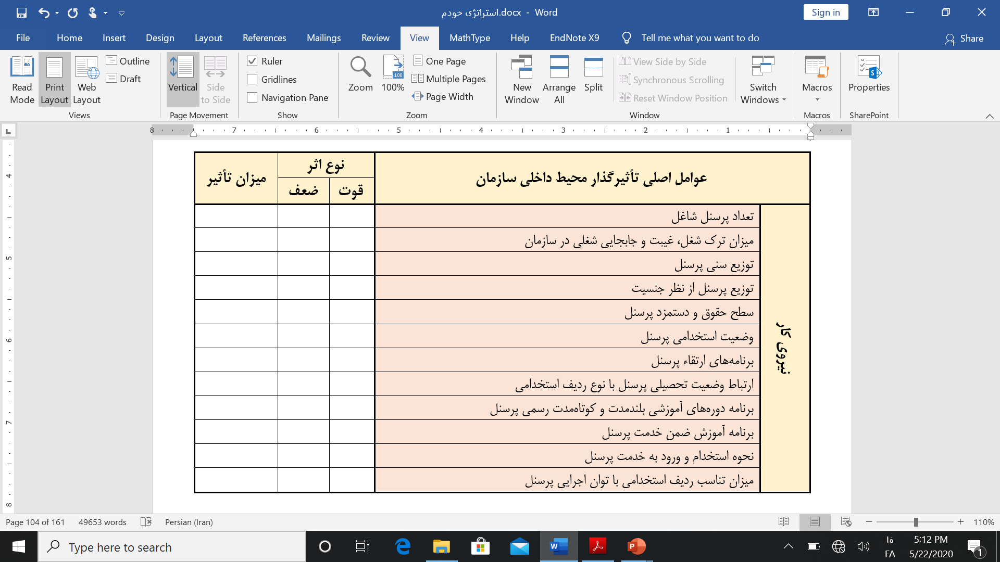 استراتژی خودم.docx - Word
Sign in
File Home Insert Design Layout References Mailings Review View MathType Help EndNote X9 Tell me what you want to do Share
Read Mode
Print Layout
Web Layout
Outline
Draft
Views
Vertical
Side to Side
Page Movement
Ruler
Gridlines
Navigation Pane
Show
Zoom
100
100%
One Page
Multiple Pages
Page Width
Zoom
New Window
Arrange All
Split
View Side by Side
Synchronous Scrolling
Reset Window Position
Switch Windows
Window
Macros
Macros
Properties
SharePoint
8 7 6 5 4 3 2 1
4
5
6
7
8
عوامل اصلی تأثیرگذار محیط داخلی سازمان
نوع اثر
قوت
ضعف
میزان تأثیر
نیروی کار
تعداد پرسنل شاغل
میزان ترک شغل، غیبت و جابجایی شغلی در سازمان
توزیع سنی پرسنل
توزیع پرسنل از نظر جنسیت
سطح حقوق و دستمزد پرسنل
وضعیت استخدامی پرسنل
برنامه‌های ارتقاء پرسنل
ارتباط وضعیت تحصیلی پرسنل با نوع ردیف استخدامی
برنامه دوره‌های آموزشی بلندمدت و کوتاه‌مدت رسمی پرسنل
برنامه آموزش ضمن خدمت پرسنل
نحوه استخدام و ورود به خدمت پرسنل
میزان تناسب ردیف استخدامی با توان اجرایی پرسنل
Page 104 of 161 49653 words Persian (Iran) 110%
Type here to search
فا
FA
5:12 PM
5/22/2020
1